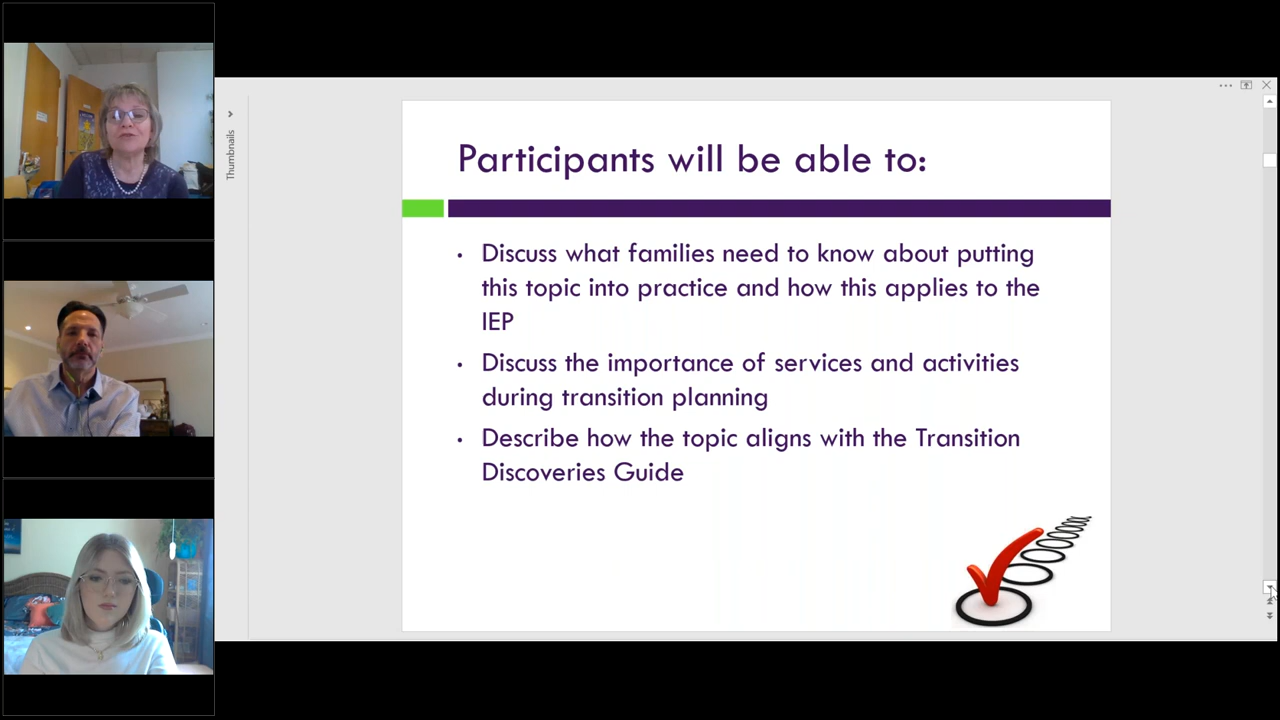 Thumbnails
Participants will be able to:
• Discuss what families need to know about putting
this topic into practice and how this applies to the
IEP
• Discuss the importance of services and activities
during transition planning
• Describe how the topic aligns with the Transition
Discoveries Guide